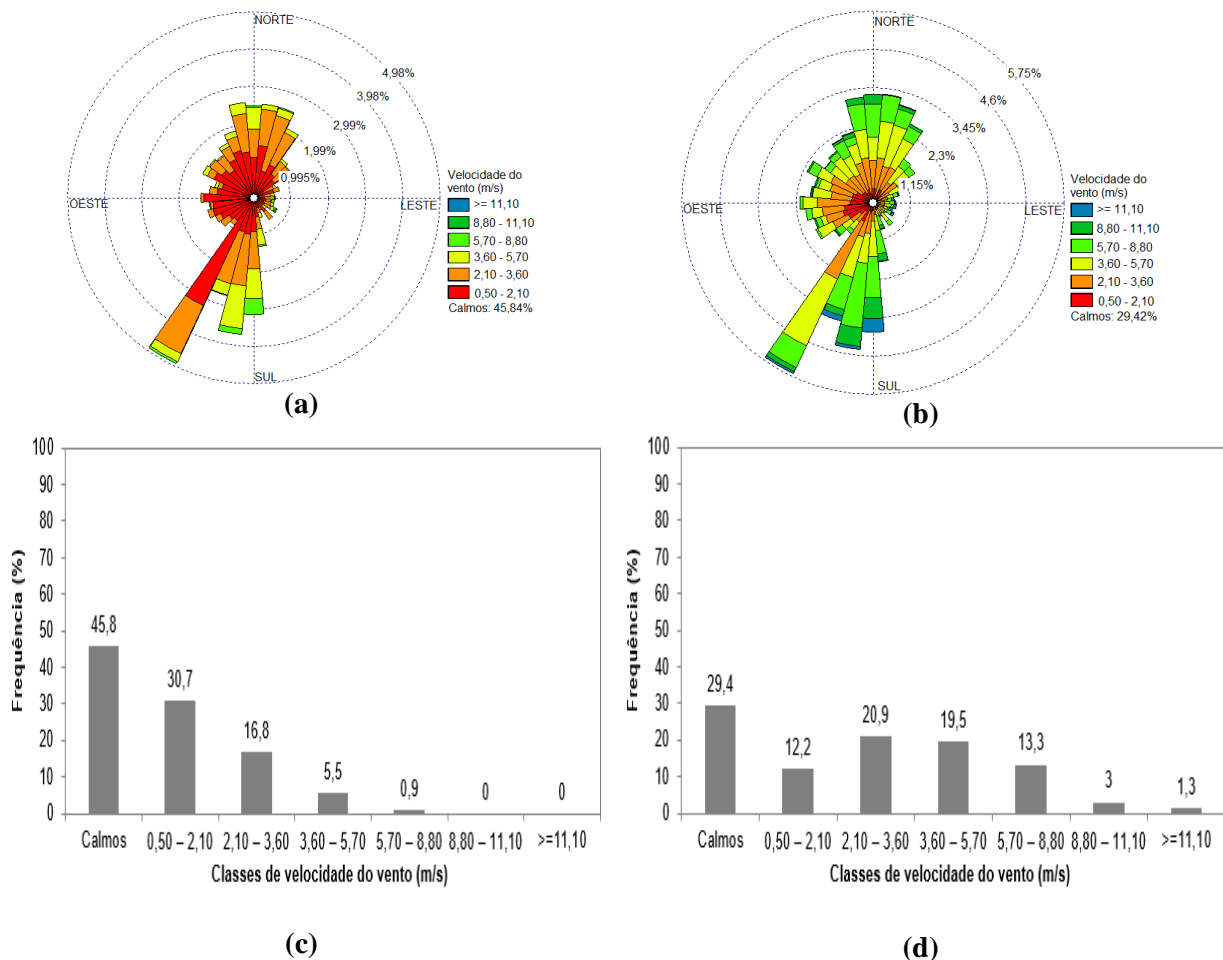 NORTE
4,98%
3,98%
2,99%
1,99%
0,995%
OESTE
LESTE
SUL
Velocidade do
vento (m/s)
>= 11,10
8,80 - 11,10
5,70 - 8,80
3,60 - 5,70
2,10 - 3,60
0,50 - 2,10
Calmos: 45,84%
(a)
NORTE
5,75%
4,6%
3,45%
2,3%
1,15%
OESTE
LESTE
SUL
Velocidade do
vento (m/s)
>= 11,10
8,80 - 11,10
5,70 - 8,80
3,60 - 5,70
2,10 - 3,60
0,50 - 2,10
Calmos: 29,42%
(b)
Frequência (%)
100
90
80
70
60
50
40
30
20
10
0
45,8
30,7
16,8
5,5
0,9
0
0
Calmos
0,50 – 2,10
2,10 – 3,60
3,60 – 5,70
5,70 – 8,80
8,80 – 11,10
>=11,10
Classes de velocidade do vento (m/s)
(c)
Frequência (%)
100
90
80
70
60
50
40
30
20
10
0
29,4
12,2
20,9
19,5
13,3
3
1,3
Calmos
0,50 – 2,10
2,10 – 3,60
3,60 – 5,70
5,70 – 8,80
8,80 – 11,10
>=11,10
Classes de velocidade do vento (m/s)
(d)